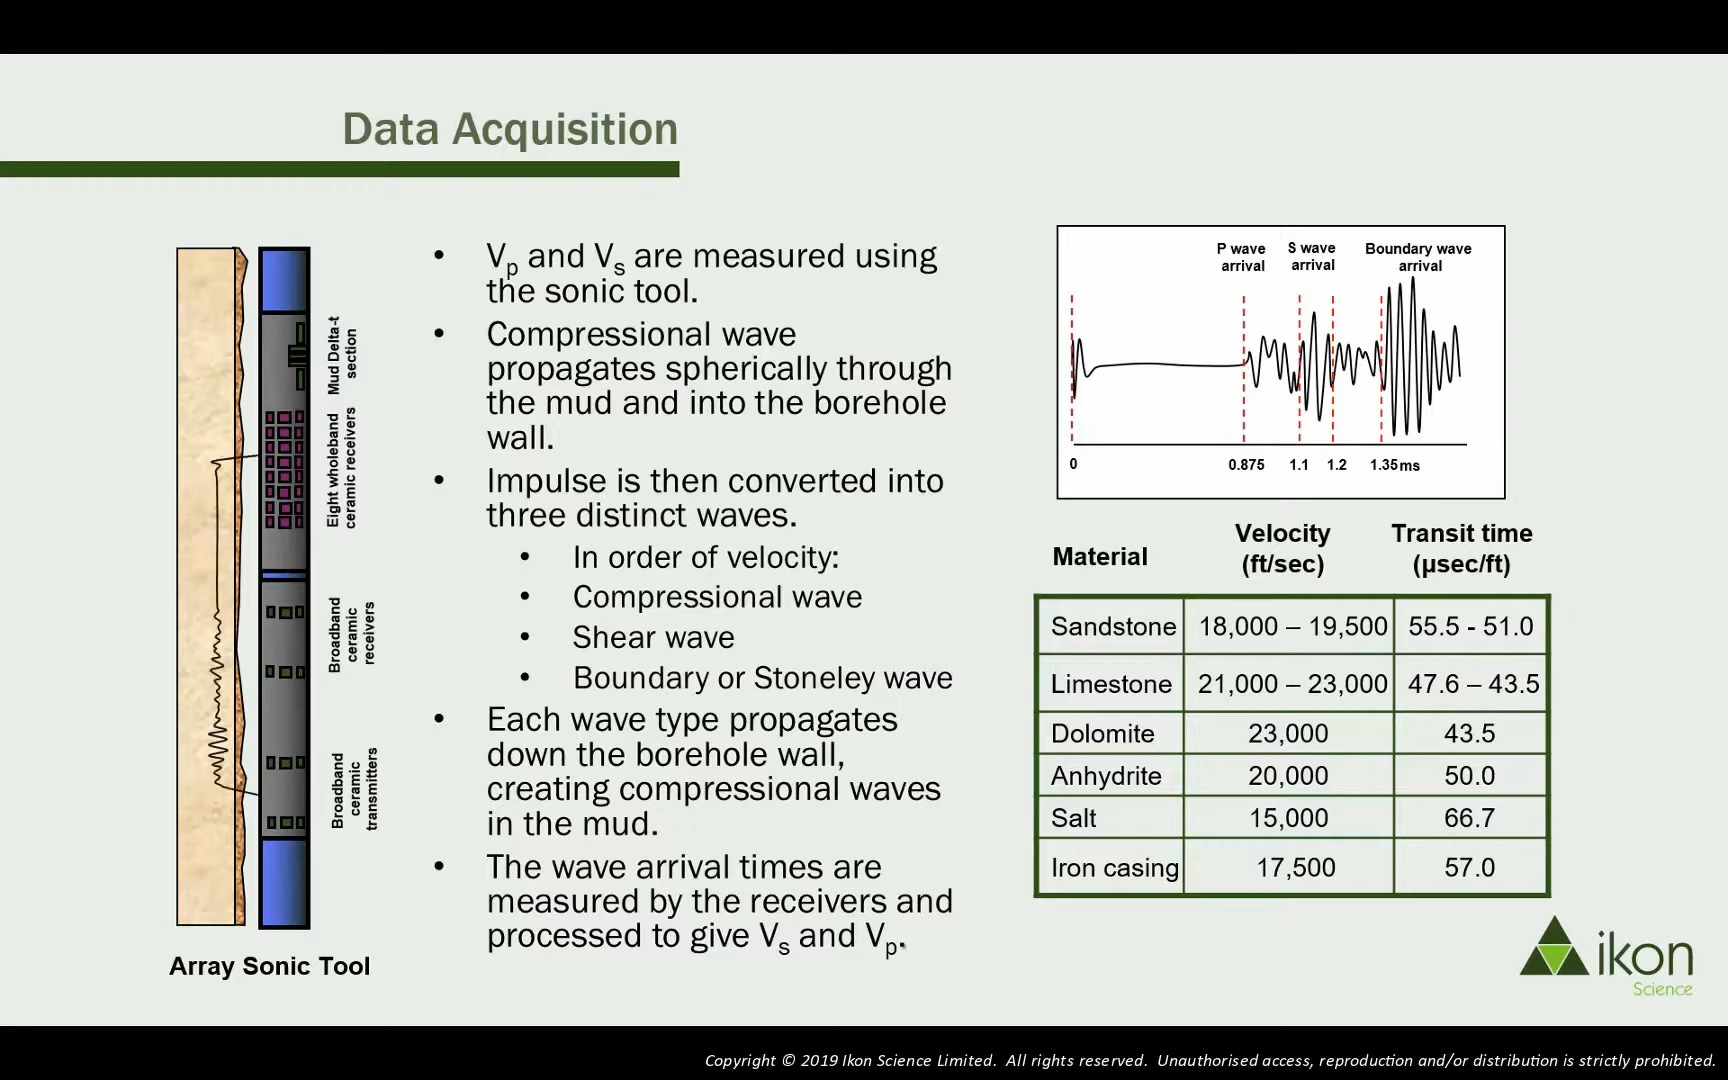 Data Acquisition
Mud Delta-t
section
Eight wholeband
ceramic receivers
Broadband
ceramic
receivers
Broadband
ceramic
transmitters
Array Sonic Tool
• Vp and Vs are measured using
the sonic tool.
• Compressional wave
propagates spherically through
the mud and into the borehole
wall.
• Impulse is then converted into
three distinct waves.
• In order of velocity:
• Compressional wave
• Shear wave
• Boundary or Stoneley wave
• Each wave type propagates
down the borehole wall,
creating compressional waves
in the mud.
• The wave arrival times are
measured by the receivers and
processed to give Vs and Vp.
P wave
arrival
S wave
arrival
Boundary wave
arrival
0 0.875 1.1 1.2 1.35 ms
Material Velocity (ft/sec) Transit time (µsec/ft)
Sandstone 18,000 – 19,500 55.5 - 51.0
Limestone 21,000 – 23,000 47.6 – 43.5
Dolomite 23,000 43.5
Anhydrite 20,000 50.0
Salt 15,000 66.7
Iron casing 17,500 57.0
ikon
Science
Copyright © 2019 Ikon Science Limited. All rights reserved. Unauthorised access, reproduction and/or distribution is strictly prohibited.